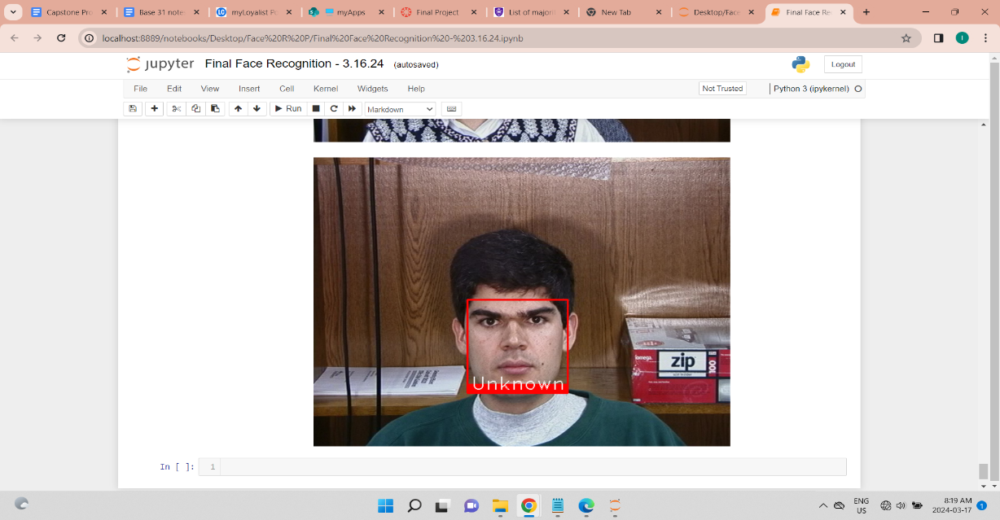 Capstone Pro
Base 31 note
myLoyalist Po
myApps
Final Project
List of major
New Tab
Desktop/Face
Final Face Re
localhost:8889/notebooks/Desktop/Face%20R%20P/Final%20Face%20Recognition%20-%203.16.24.ipynb
jupyter Final Face Recognition - 3.16.24 (autosaved)
Logout
File Edit View Insert Cell Kernel Widgets Help
Not Trusted
Python 3 (ipykernel)
Run
Markdown
iomega
zip
100
Unknown
In [ ]: 1
ENG
US
8:19 AM
2024-03-17
1